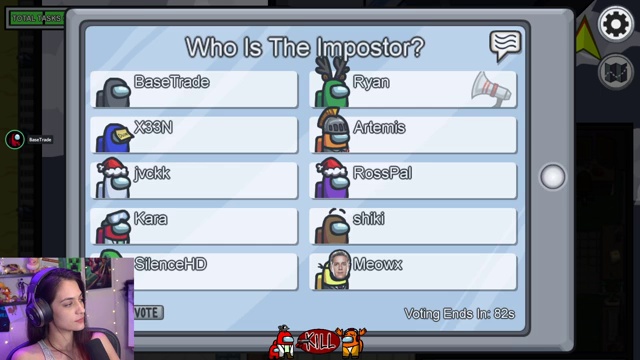 TOTAL TASKS
Who Is The Impostor?
BaseTrade
Ryan
X33N
Artemis
BaseTrade
jvckk
RossPal
Kara
shiki
SilenceHD
Meowx
VOTE
Voting Ends In: 82s
KILL